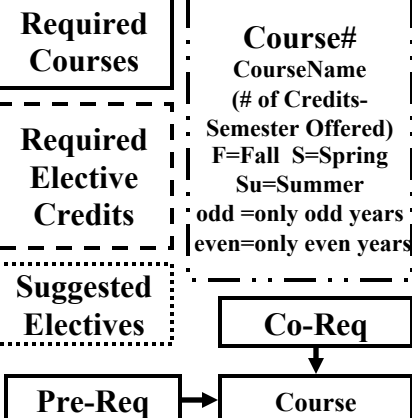 Required
Courses
Required
Elective
Credits
Suggested
Electives
Course#
CourseName
(# of Credits-
Semester Offered)
F=Fall S=Spring
Su=Summer
odd =only odd years
even=only even years
Co-Req
Pre-Req
Course